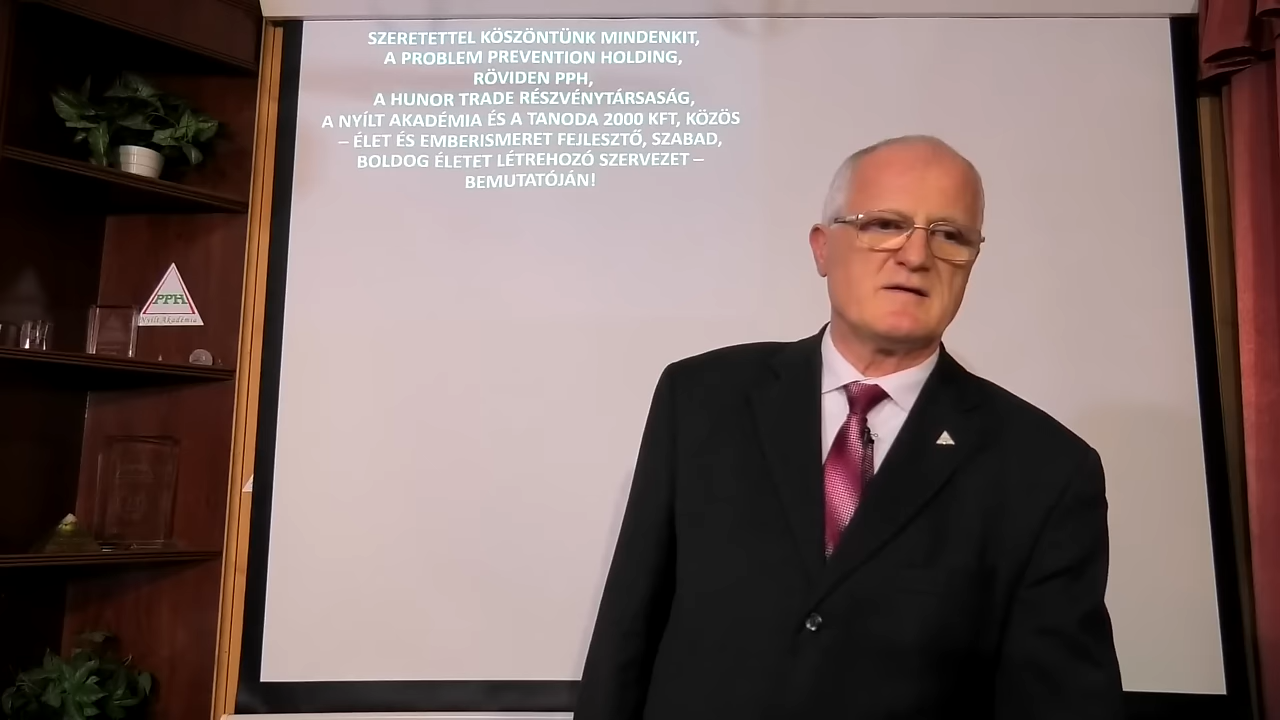 SZERETETTEL KÖSZÖNTÜNK MINDENKIT,
A PROBLEM PREVENTION HOLDING,
RÖVIDEN PPH,
A HUNOR TRADE RÉSZVÉNYTÁRSASÁG,
A NYÍLT AKADÉMIA ÉS A TANODA 2000 KFT, KÖZÖS
– ÉLET ÉS EMBERISMERET FEJLESZTŐ, SZABAD,
BOLDOG ÉLETET LÉTREHOZÓ SZERVEZET –
BEMUTATÓJÁN!
PPH
Nyílt Akadémia